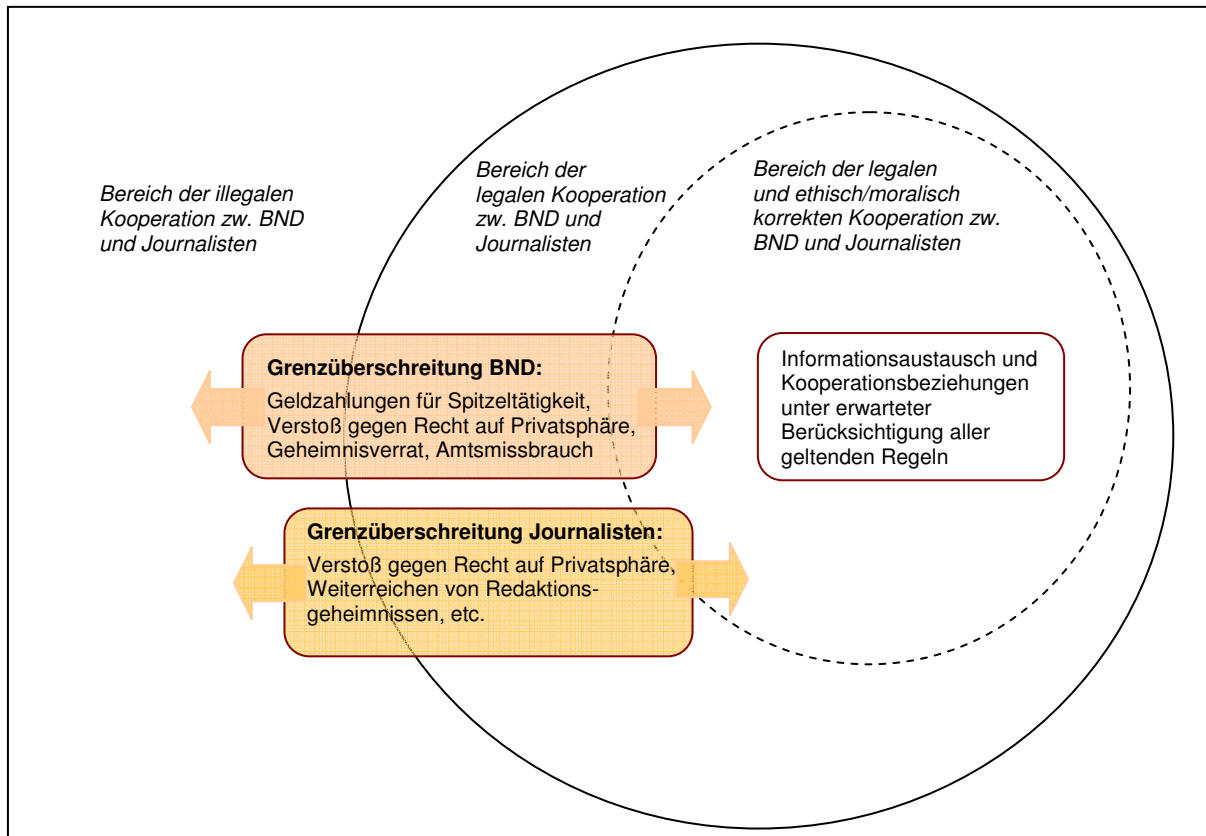 Bereich der illegalen
Kooperation zw. BND
und Journalisten
Bereich der
legalen Kooperation
zw. BND und
Journalisten
Bereich der legalen
und ethisch/moralisch
korrekten Kooperation zw.
BND und Journalisten
Grenzüberschreitung BND:
Geldzahlungen für Spitzeltätigkeit,
Verstoß gegen Recht auf Privatsphäre,
Geheimnisverrat, Amtsmissbrauch
Informationsaustausch und
Kooperationsbeziehungen
unter erwarteter
Berücksichtigung aller
geltenden Regeln
Grenzüberschreitung Journalisten:
Verstoß gegen Recht auf Privatsphäre,
Weiterreichen von Redaktions-
geheimnissen, etc.